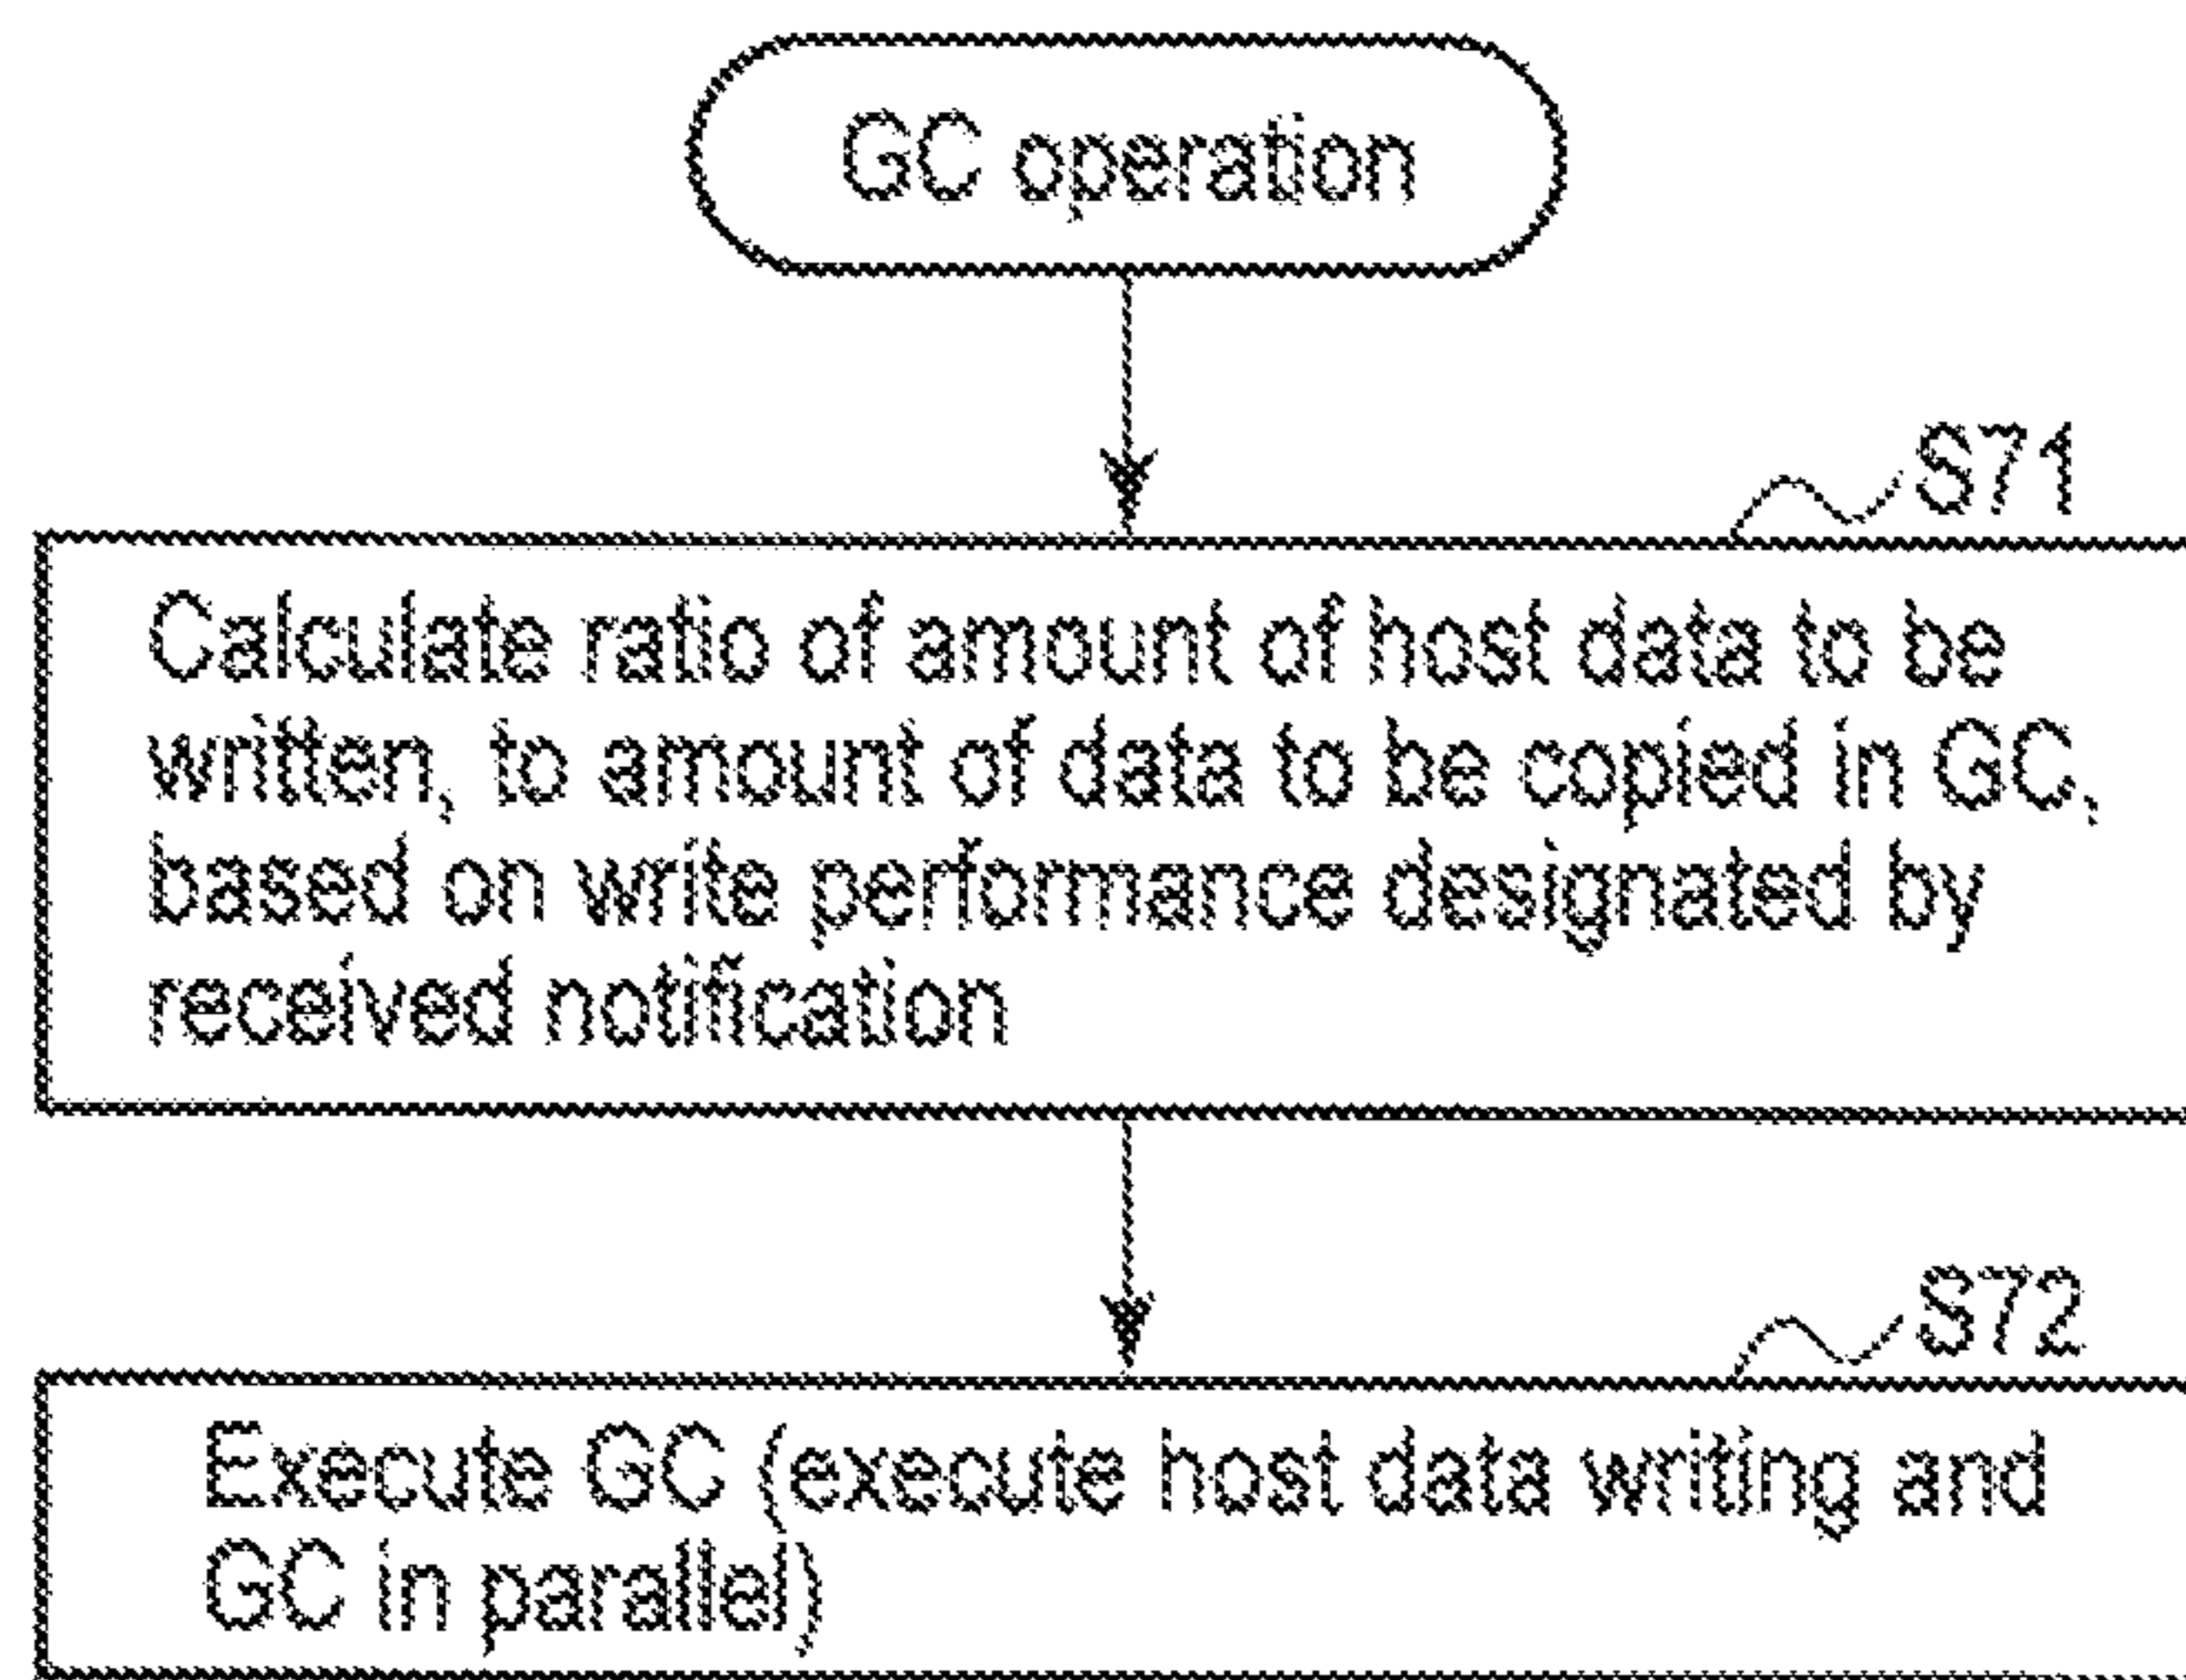 GC operation
S71
Calculate ratio of amount of host data to be
written, to amount of data to be copied in GC,
based on write performance designated by
received notification
S72
Execute GC (execute host data writing and
GC in parallel)